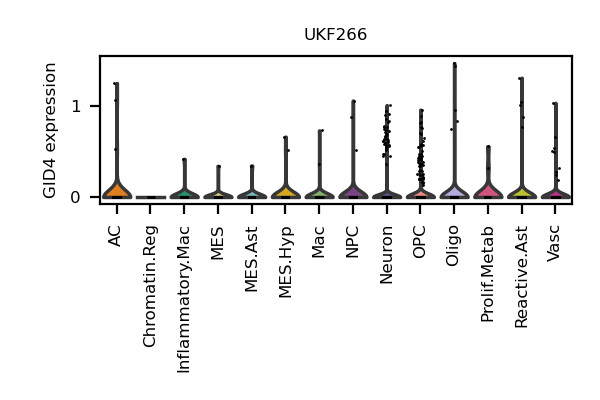 UKF266
GID4 expression
1
0
AC
Chromatin.Reg
Inflammatory.Mac
MES
MES.Ast
MES.Hyp
Mac
NPC
Neuron
OPC
Oligo
Prolif.Metab
Reactive.Ast
Vasc